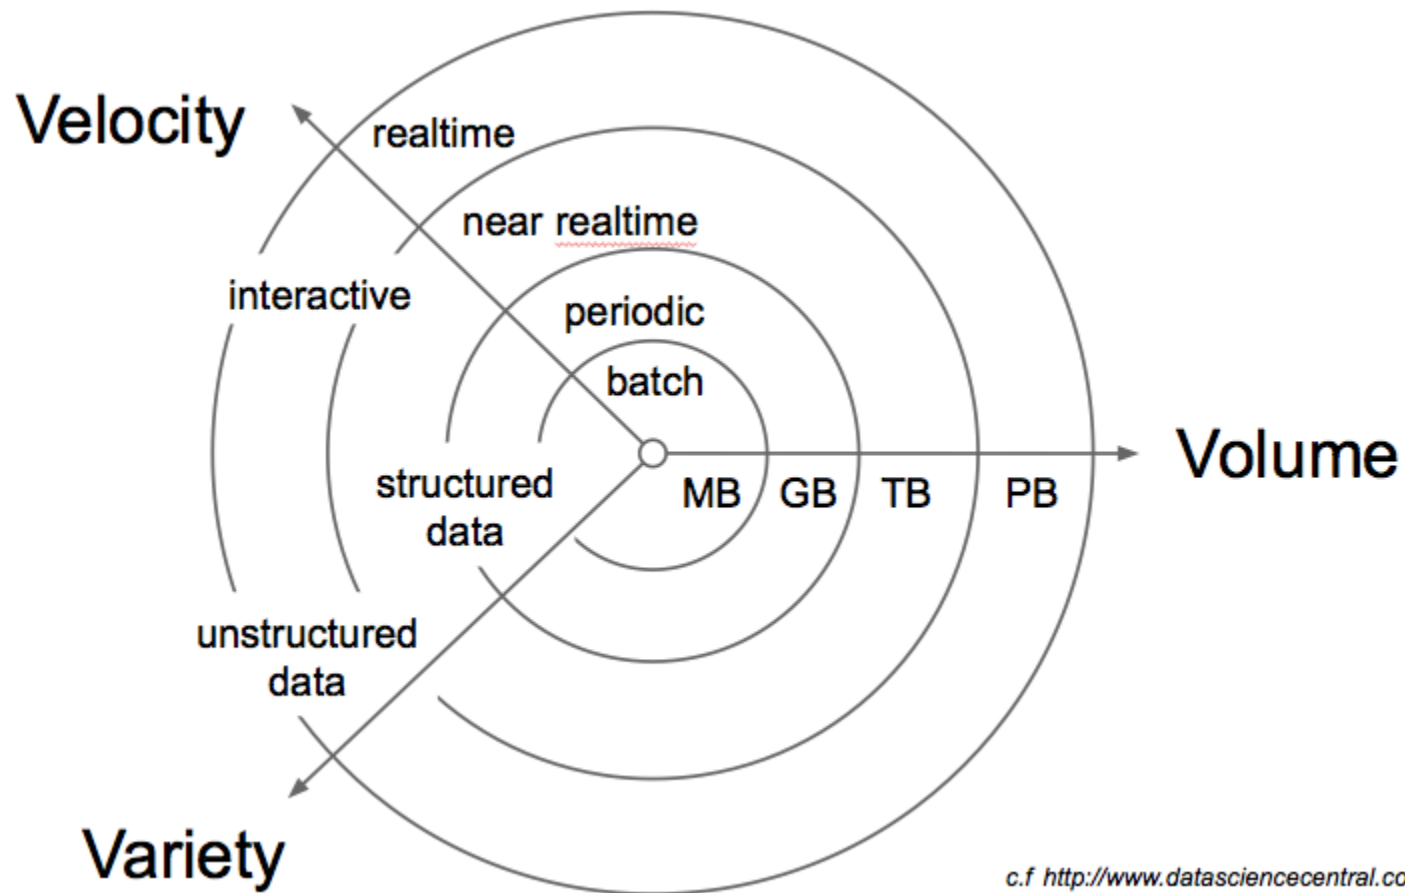 Velocity
realtime
near realtime
interactive
periodic
batch
Volume
MB GB TB PB
structured
data
unstructured
data
Variety
c.f http://www.datasciencecentral.co